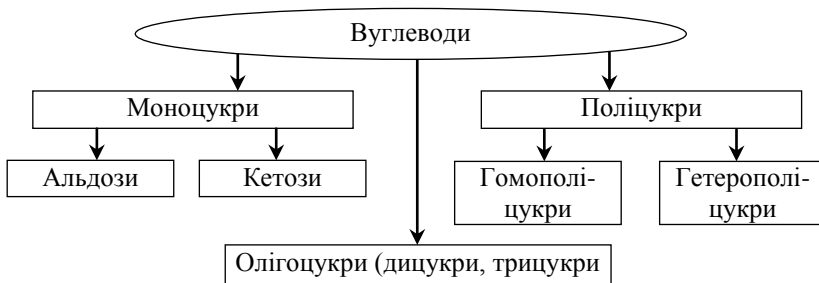 Вуглеводи
Моноцукри
Поліцукри
Альдози
Кетози
Гомополі-
цукри
Гетерополі-
цукри
Олігоцукри (дицукри, трицукри